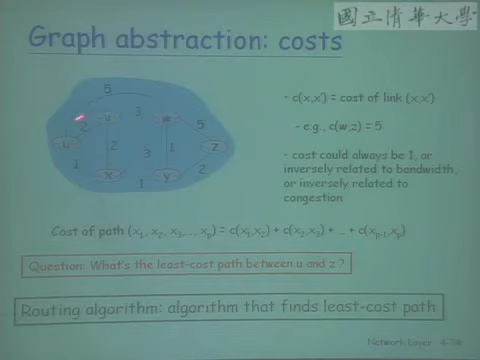 國立清華大學
Graph abstraction: costs
5
2
v
3
w
5
u
2
3
1
z
1
x
1
y
2
- c(x,x') = cost of link (x,x')
- e.g., c(w,z) = 5
- cost could always be 1, or
inversely related to bandwidth,
or inversely related to
congestion
Cost of path (x₁, x₂, x₃,..., xₚ) = c(x₁,x₂) + c(x₂,x₃) + … + c(xₚ₋₁,xₚ)
Question: What's the least-cost path between u and z ?
Routing algorithm: algorithm that finds least-cost path
Network Layer